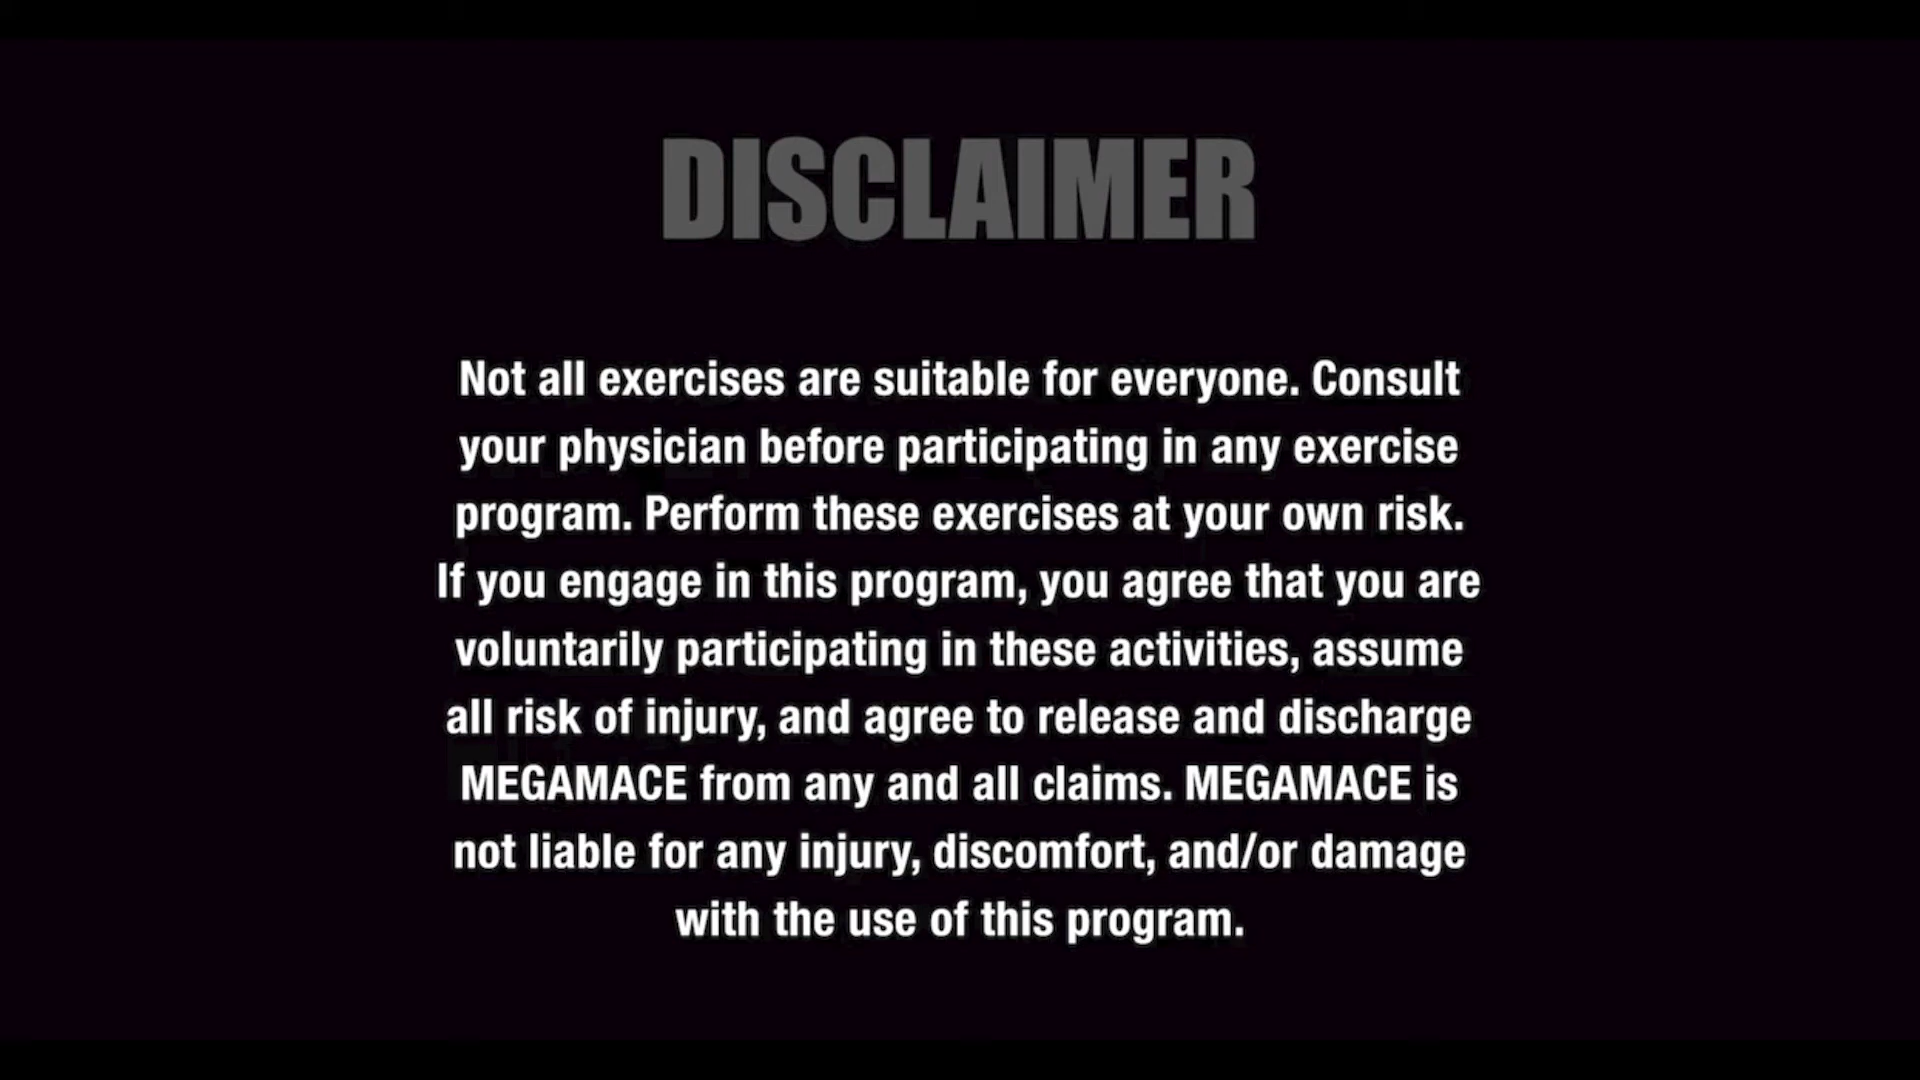 DISCLAIMER
Not all exercises are suitable for everyone. Consult
your physician before participating in any exercise
program. Perform these exercises at your own risk.
If you engage in this program, you agree that you are
voluntarily participating in these activities, assume
all risk of injury, and agree to release and discharge
MEGAMACE from any and all claims. MEGAMACE is
not liable for any injury, discomfort, and/or damage
with the use of this program.